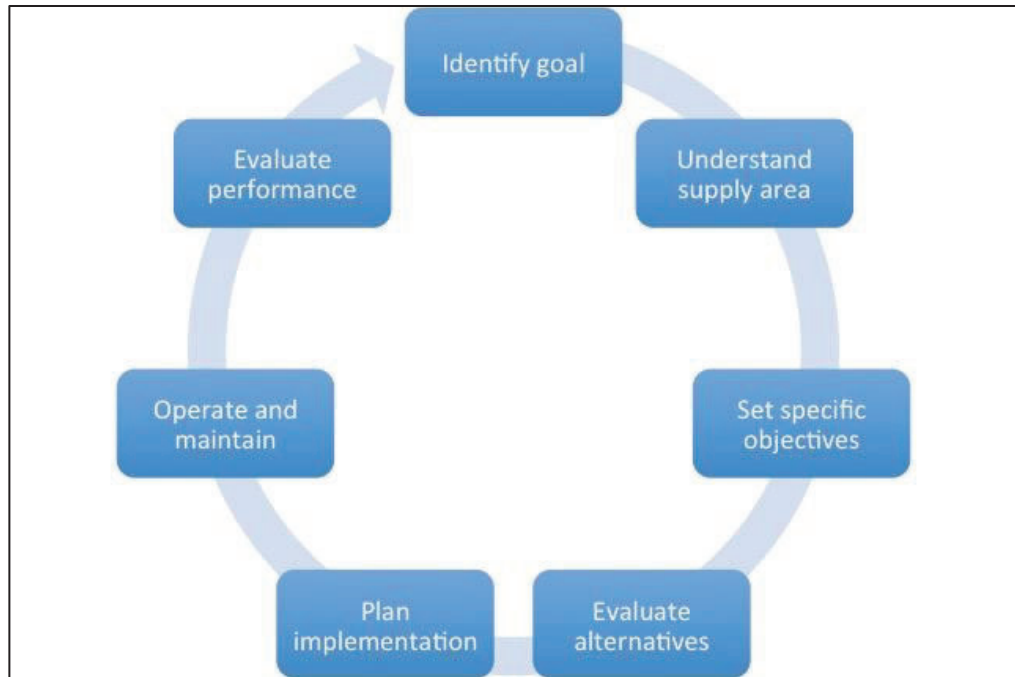 Identify goal
Understand
supply area
Set specific
objectives
Evaluate
alternatives
Plan
implementation
Operate and
maintain
Evaluate
performance